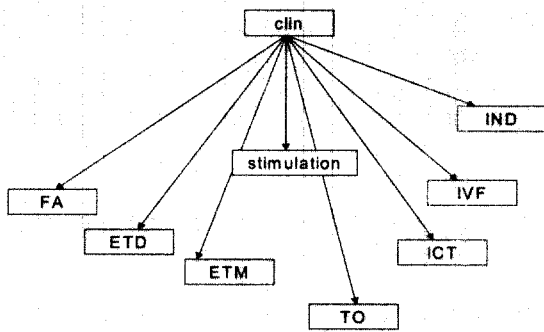 clin
IND
stimulation
IVF
FA
ETD
ICT
ETM
TO